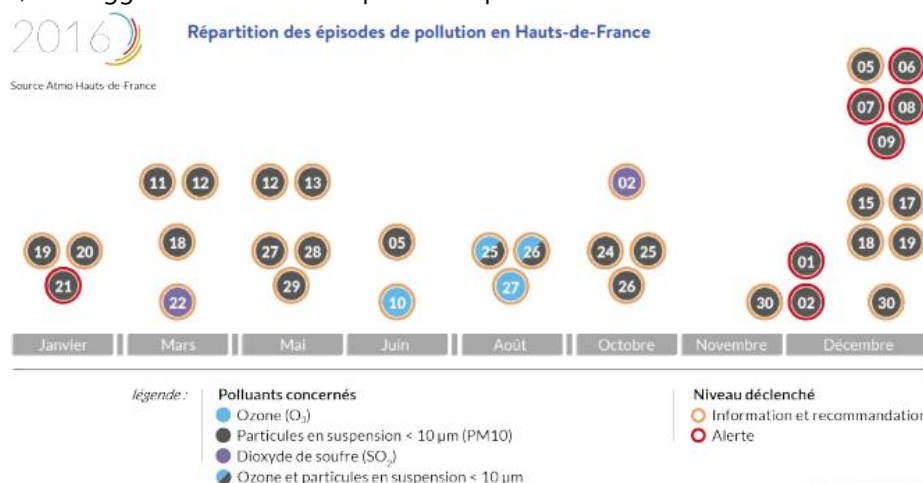 2016
Répartition des épisodes de pollution en Hauts-de-France
Source Atmo Hauts-de-France
05 06
07 08
09
11 12 12 13 02
15 17
19 20 18 27 28 05 25 26 24 25 18 19
21 29 27 26 01
22 10 30 02 30
Janvier Mars Mai Juin Août Octobre Novembre Décembre
légende :
Polluants concernés
Ozone (O₃)
Particules en suspension < 10 µm (PM10)
Dioxyde de soufre (SO₂)
Ozone et particules en suspension < 10 µm
Niveau déclenché
Information et recommandation
Alerte